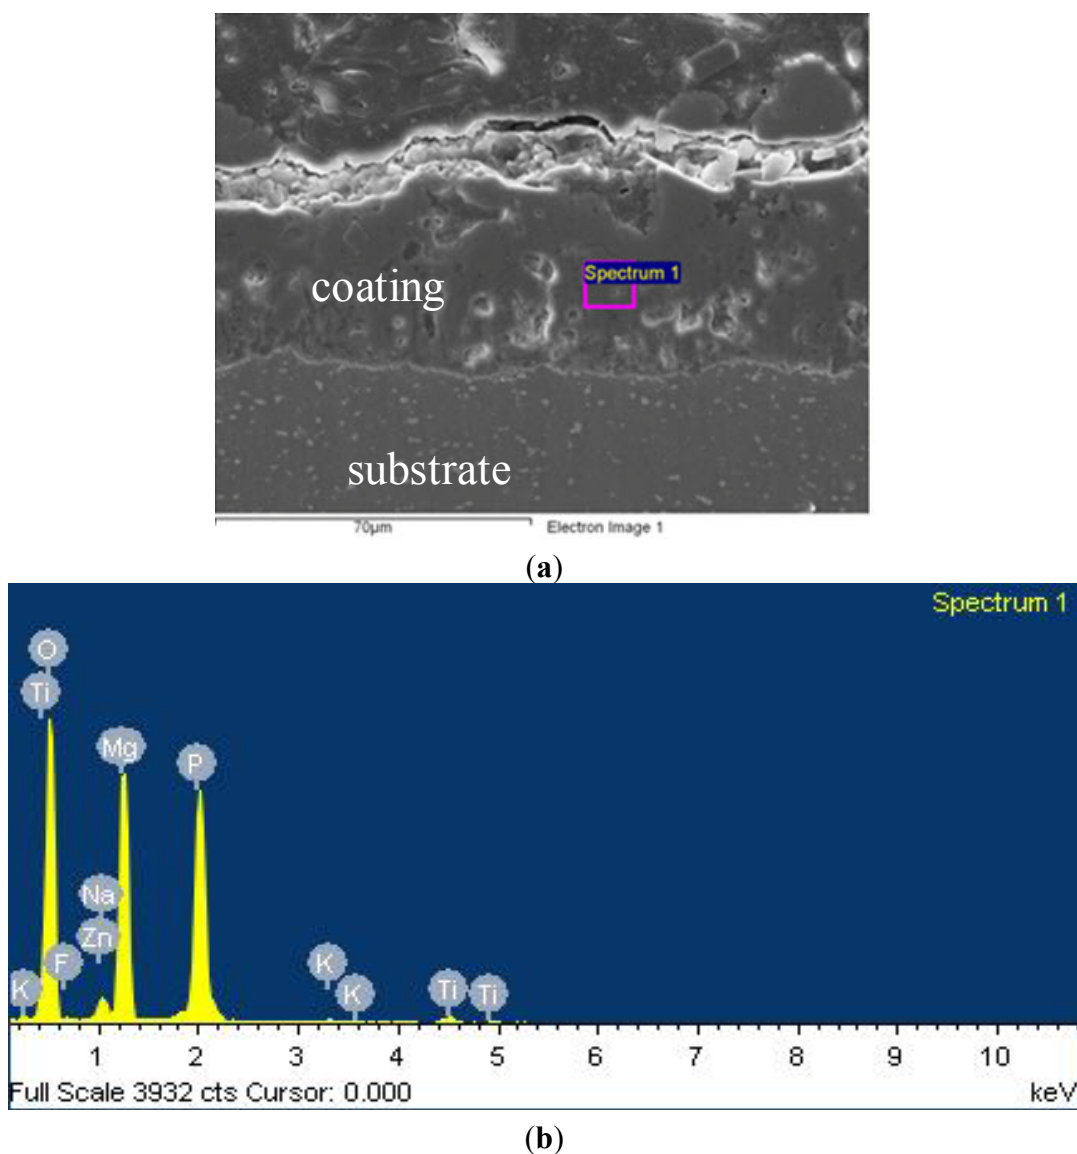 Spectrum 1
coating
substrate
70µm Electron Image 1
(a)
Spectrum 1
O
Ti
Mg
P
Na
Zn
F
K
K
K
Ti
Ti
1 2 3 4 5 6 7 8 9 10
Full Scale 3932 cts Cursor: 0.000 keV
(b)